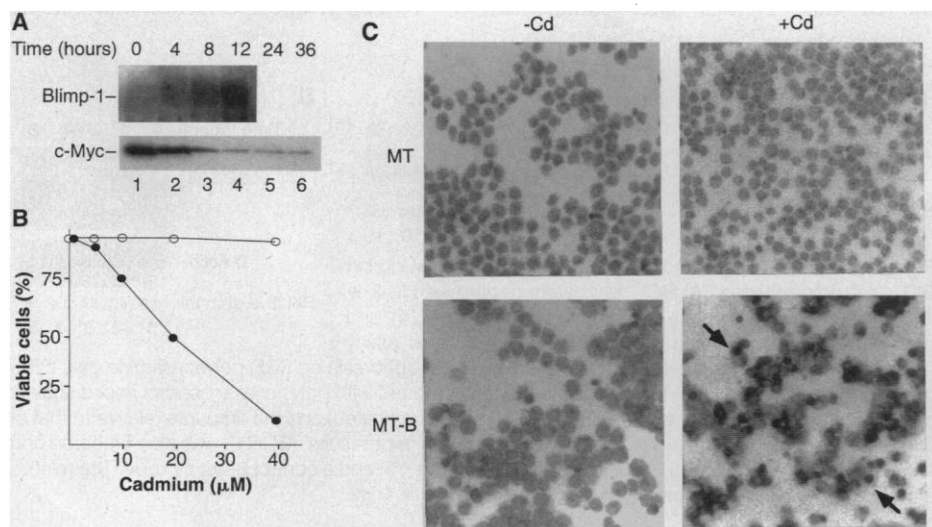 A
Time (hours) 0 4 8 12 24 36
Blimp-1–
c-Myc–
1 2 3 4 5 6
B
Viable cells (%)
75
50
25
10 20 30 40
Cadmium (μM)
C
-Cd +Cd
MT
MT-B